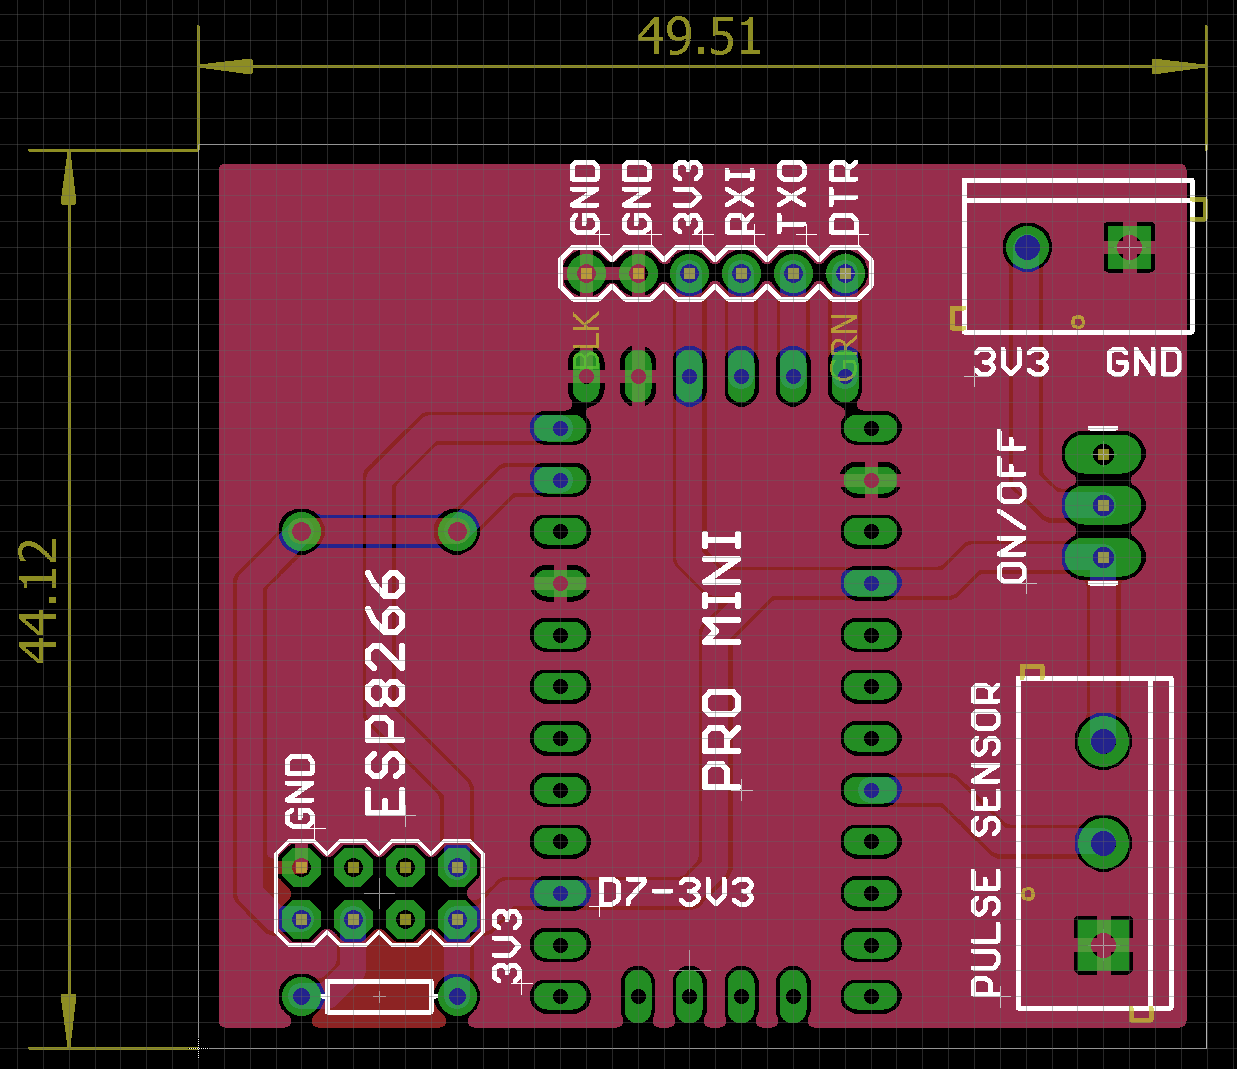 49.51
44.12
GND
GND
3V3
RXI
TXO
DTR
BLK
GRN
3V3
GND
ON/OFF
ESP8266
PRO MINI
GND
D7-3V3
3V3
PULSE SENSOR